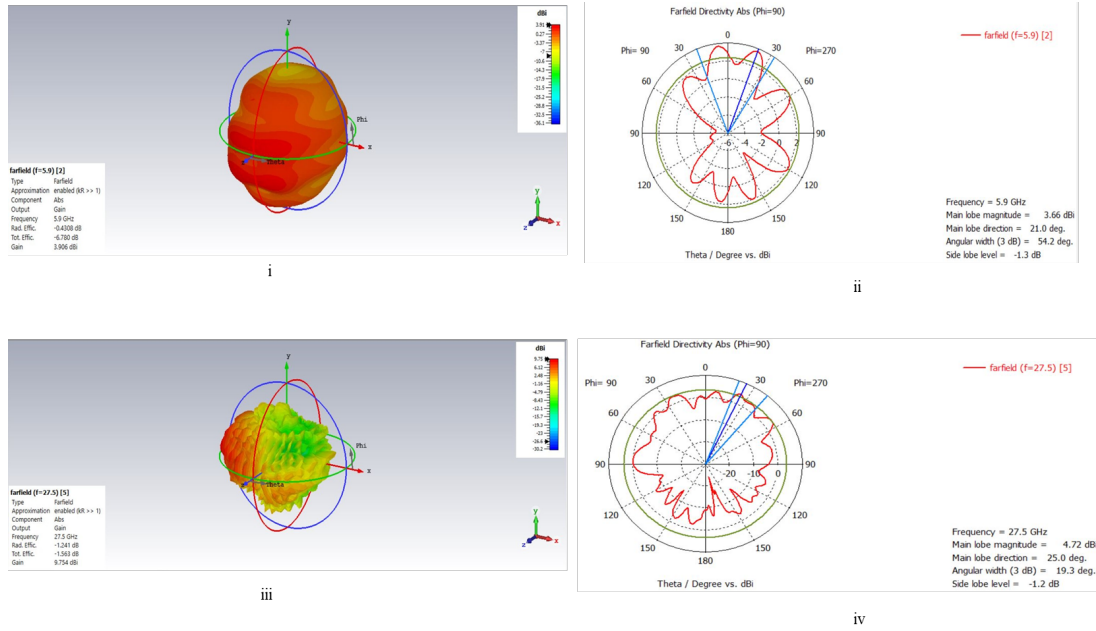 y
x
z
Phi
Theta
dBi
3.91
0.27
-3.37
-7
-10.6
-14.3
-17.9
-21.5
-25.2
-28.8
-32.5
-36.1
farfield (f=5.9) [2]
Type Farfield
Approximation enabled (kR >> 1)
Component Abs
Output Gain
Frequency 5.9 GHz
Rad. Effic. -0.4308 dB
Tot. Effic. -6.780 dB
Gain 3.906 dBi
y
z x
i
Farfield Directivity Abs (Phi=90)
farfield (f=5.9) [2]
Phi= 90 30 0 30 Phi=270
60 60
90 -6 -4 -2 0 2 90
120 120
150 150
180
Theta / Degree vs. dBi
Frequency = 5.9 GHz
Main lobe magnitude = 3.66 dBi
Main lobe direction = 21.0 deg.
Angular width (3 dB) = 54.2 deg.
Side lobe level = -1.3 dB
ii
y
x
Phi
Theta
dBi
9.75
6.12
2.48
-1.16
-4.79
-8.43
-12.1
-15.7
-19.3
-23
-26.6
-30.2
farfield (f=27.5) [5]
Type Farfield
Approximation enabled (kR >> 1)
Component Abs
Output Gain
Frequency 27.5 GHz
Rad. Effic. -1.241 dB
Tot. Effic. -1.563 dB
Gain 9.754 dBi
y
z x
iii
Farfield Directivity Abs (Phi=90)
farfield (f=27.5) [5]
Phi= 90 30 0 30 Phi=270
60 60
90 -20 -10 0 90
120 120
150 150
180
Theta / Degree vs. dBi
Frequency = 27.5 GHz
Main lobe magnitude = 4.72 dBi
Main lobe direction = 25.0 deg.
Angular width (3 dB) = 19.3 deg.
Side lobe level = -1.2 dB
iv